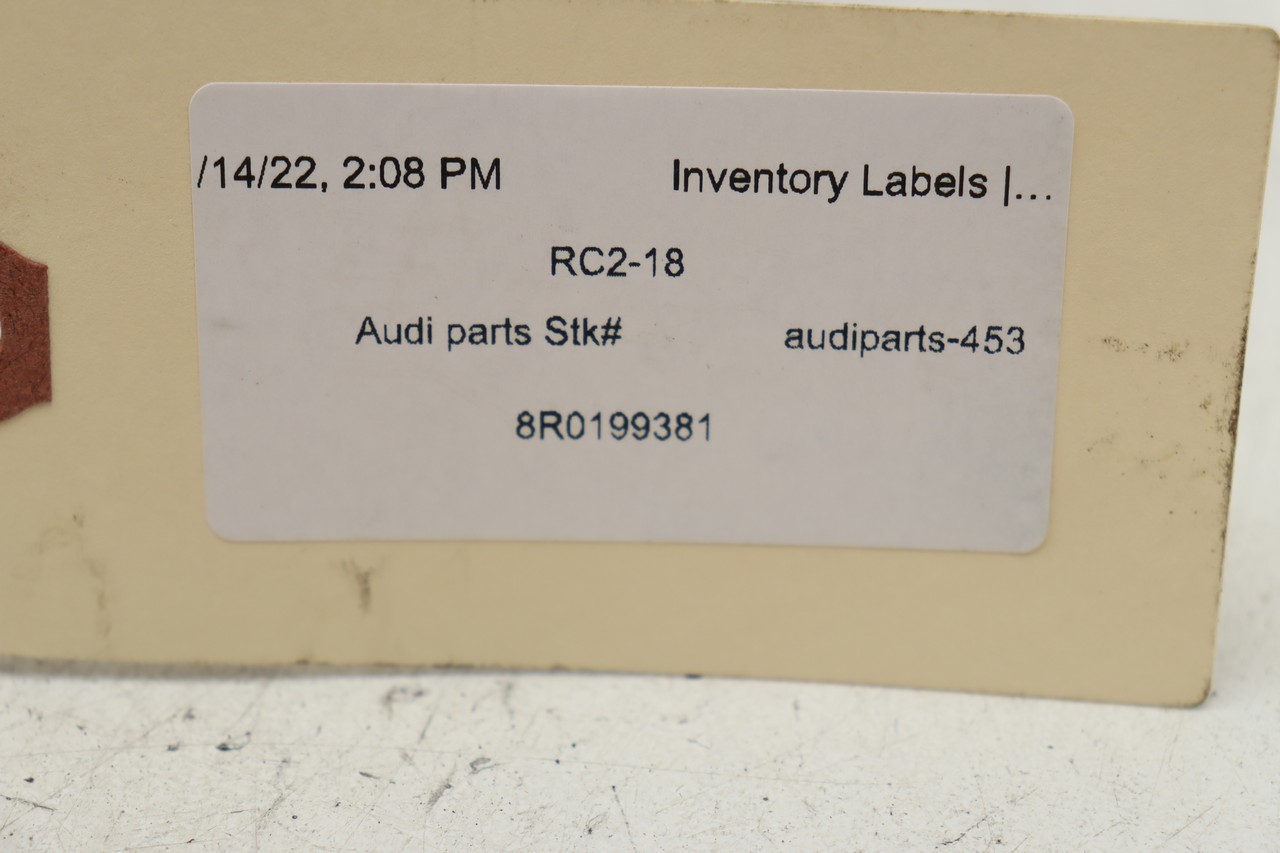 /14/22, 2:08 PM Inventory Labels |...
RC2-18
Audi parts Stk# audiparts-453
8R0199381